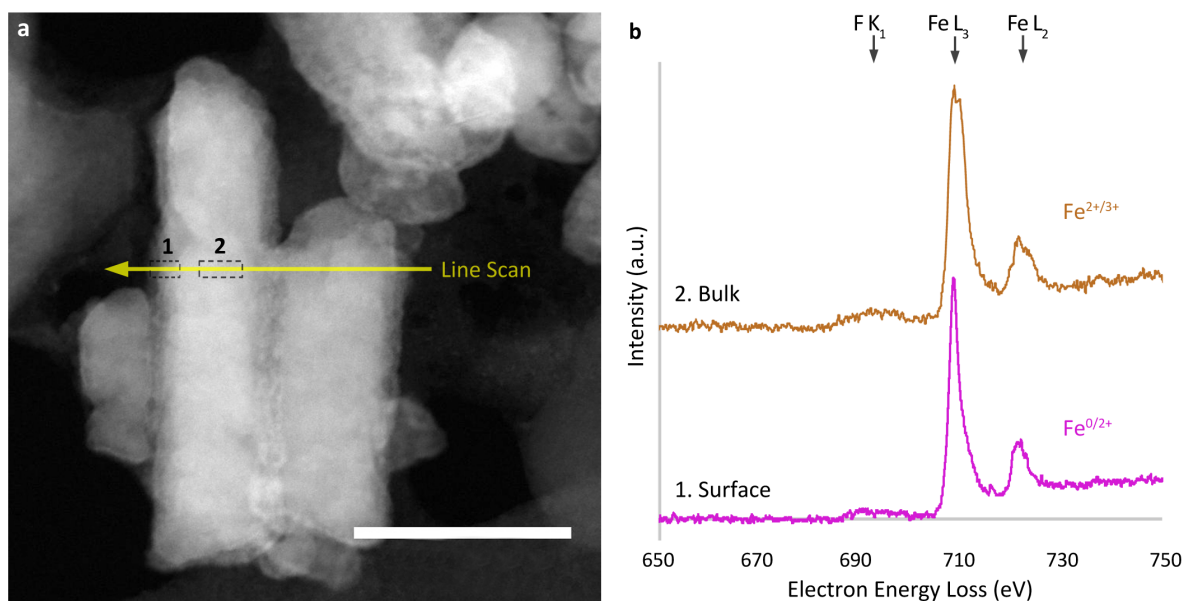 a
1
2
Line Scan
b
F K₁
Fe L₃
Fe L₂
Intensity (a.u.)
Fe²⁺/³⁺
2. Bulk
Fe⁰/²⁺
1. Surface
650 670 690 710 730 750
Electron Energy Loss (eV)